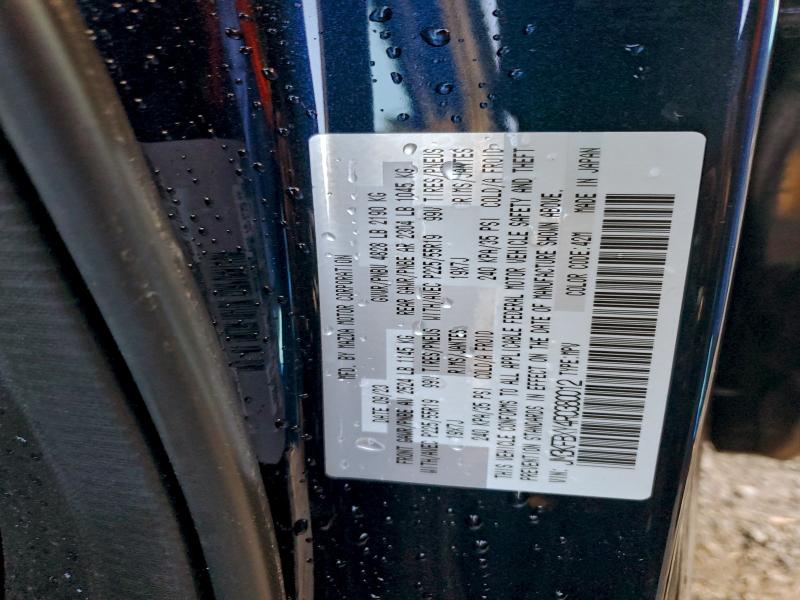 MFD. BY MAZDA MOTOR CORPORATION
DATE 09/23 GVWR/PNBV 4828 LB 2190 KG
FRONT GAWR/PNBE AV 2524 LB 1145 KG REAR GAWR/PNBE AR 2304 LB 1045 KG
WITH/AVEC P225/55R19 99V TIRES/PNEUS WITH/AVEC P225/55R19 99V TIRES/PNEUS
19X7J RIMS/JANTES 19X7J RIMS/JANTES
240 KPA/35 PSI COLD/A FROID 240 KPA/35 PSI COLD/A FROID
THIS VEHICLE CONFORMS TO ALL APPLICABLE FEDERAL MOTOR VEHICLE SAFETY AND THEFT
PREVENTION STANDARDS IN EFFECT ON THE DATE OF MANUFACTURE SHOWN ABOVE.
VIN: TYPE:MPV COLOR CODE:42M MADE IN JAPAN